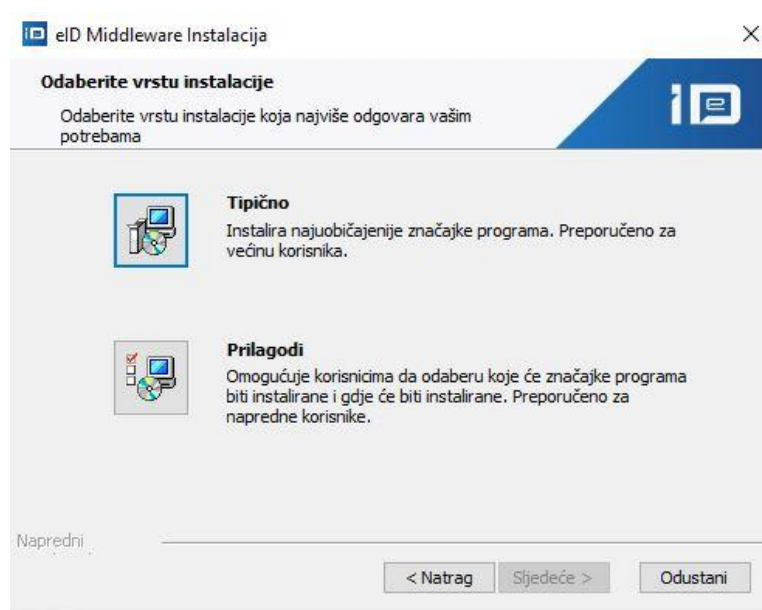 eID Middleware Instalacija
Odaberite vrstu instalacije
Odaberite vrstu instalacije koja najviše odgovara vašim
potrebama
Tipično
Instalira najuobičajenije značajke programa. Preporučeno za
većinu korisnika.
Prilagodi
Omogućuje korisnicima da odaberu koje će značajke programa
biti instalirane i gdje će biti instalirane. Preporučeno za
napredne korisnike.
Napredni
< Natrag Sljedeće > Odustani